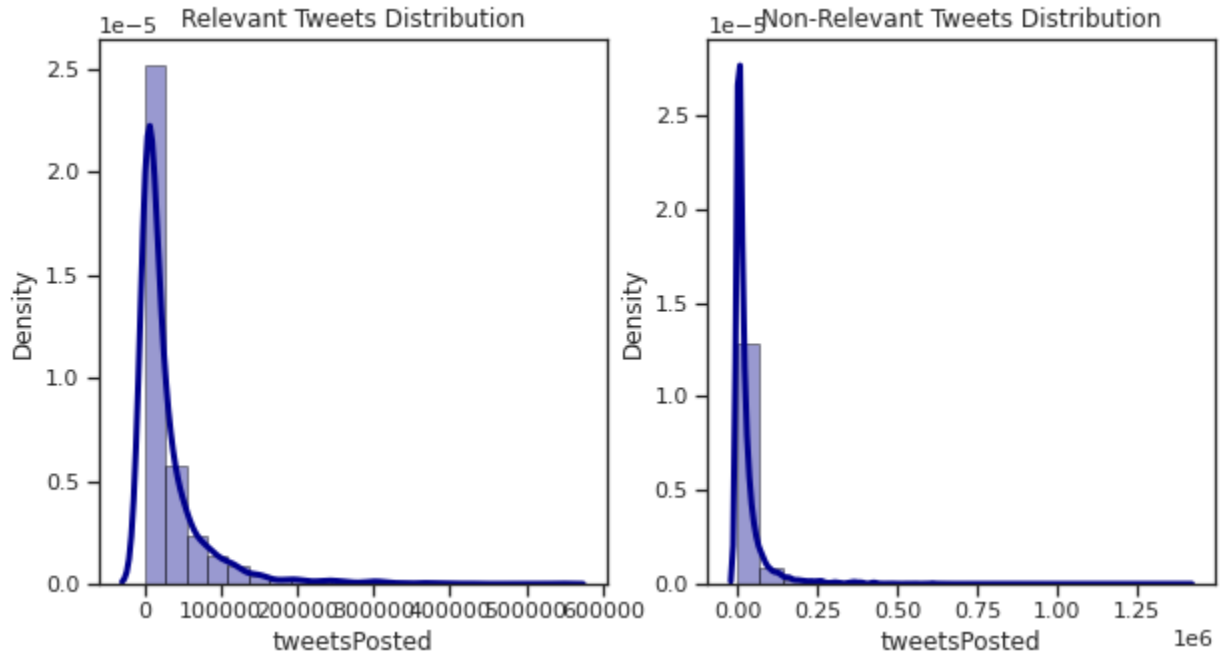 Relevant Tweets Distribution
1e−5
2.5
2.0
1.5
1.0
0.5
0.0
Density
0 100000 200000 300000 400000 500000 600000
tweetsPosted
Non-Relevant Tweets Distribution
1e−5
2.5
2.0
1.5
1.0
0.5
0.0
Density
0.00 0.25 0.50 0.75 1.00 1.25
1e6
tweetsPosted